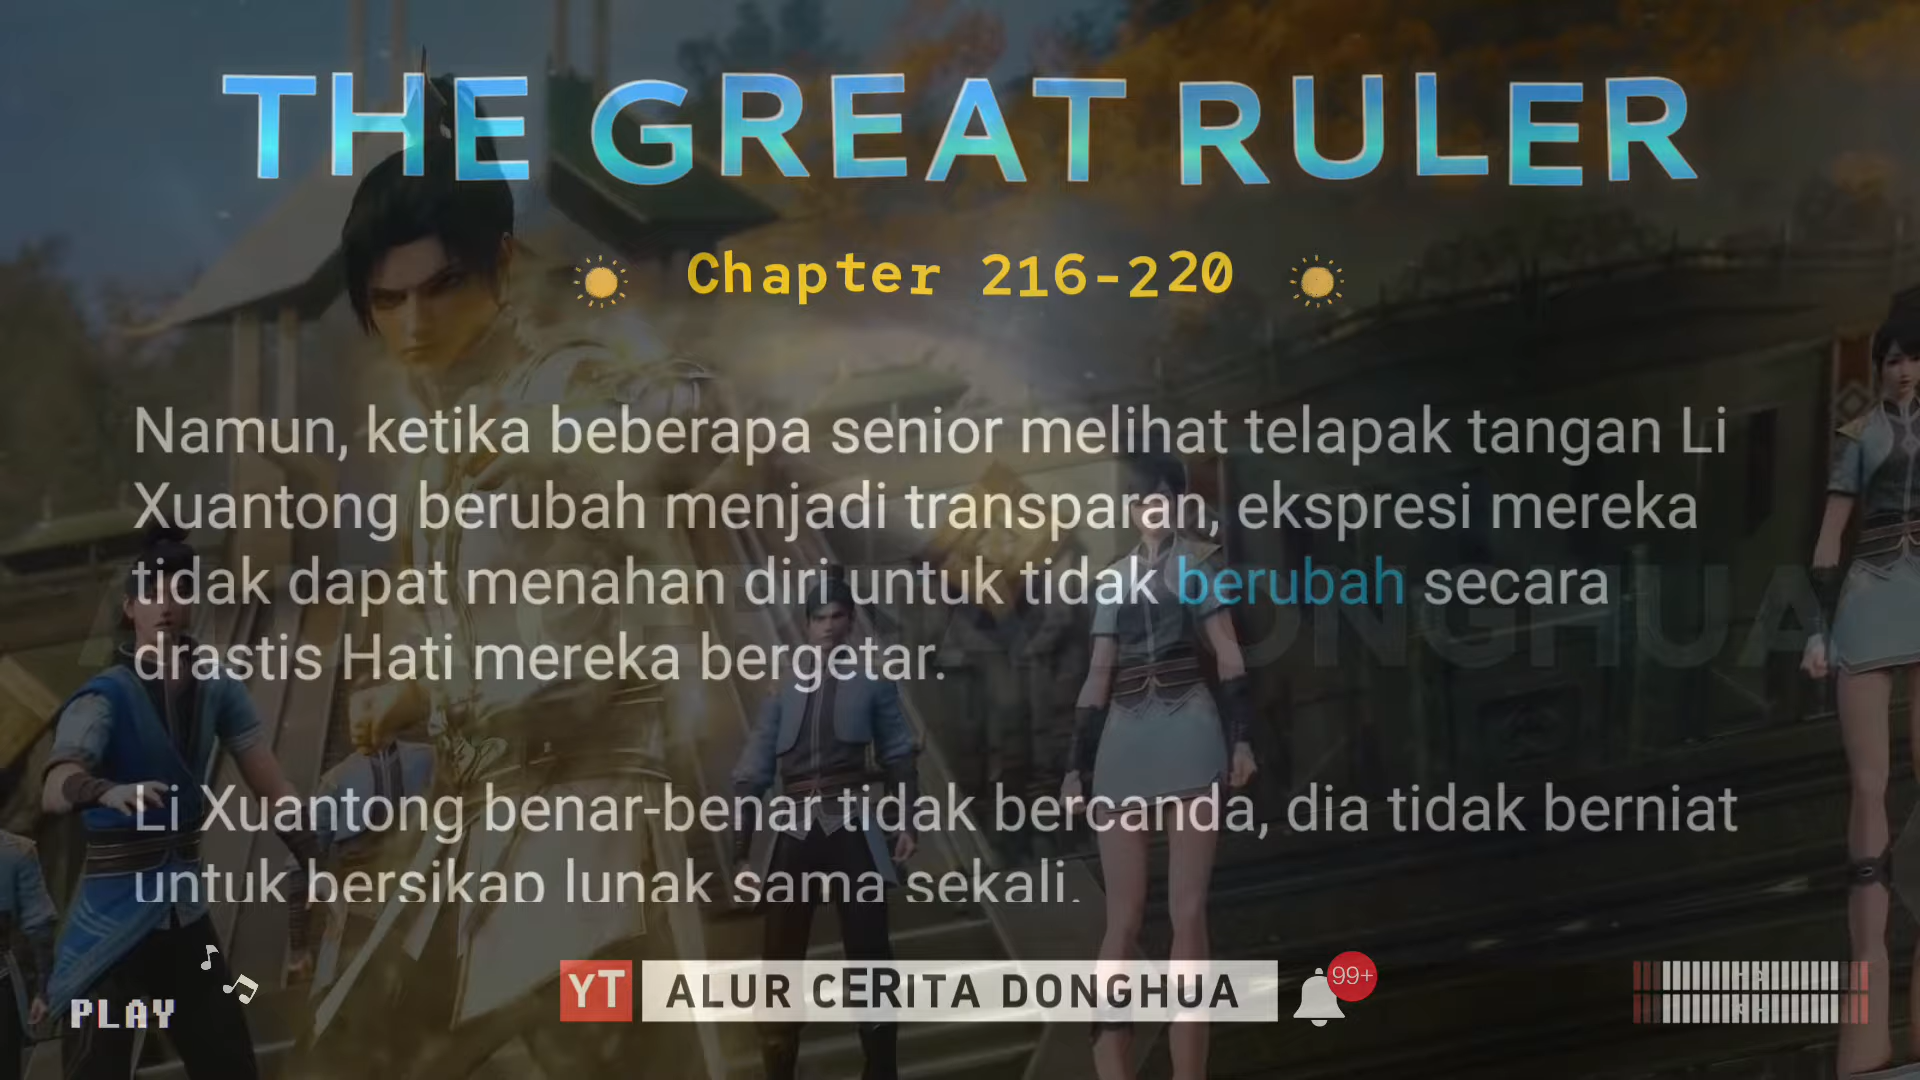 THE GREAT RULER
Chapter 216-220
Namun, ketika beberapa senior melihat telapak tangan Li
Xuantong berubah menjadi transparan, ekspresi mereka
tidak dapat menahan diri untuk tidak berubah secara
drastis Hati mereka bergetar.
Li Xuantong benar-benar tidak bercanda, dia tidak berniat
untuk bersikap lunak sama sekali.
PLAY
YT ALUR CERITA DONGHUA
99+